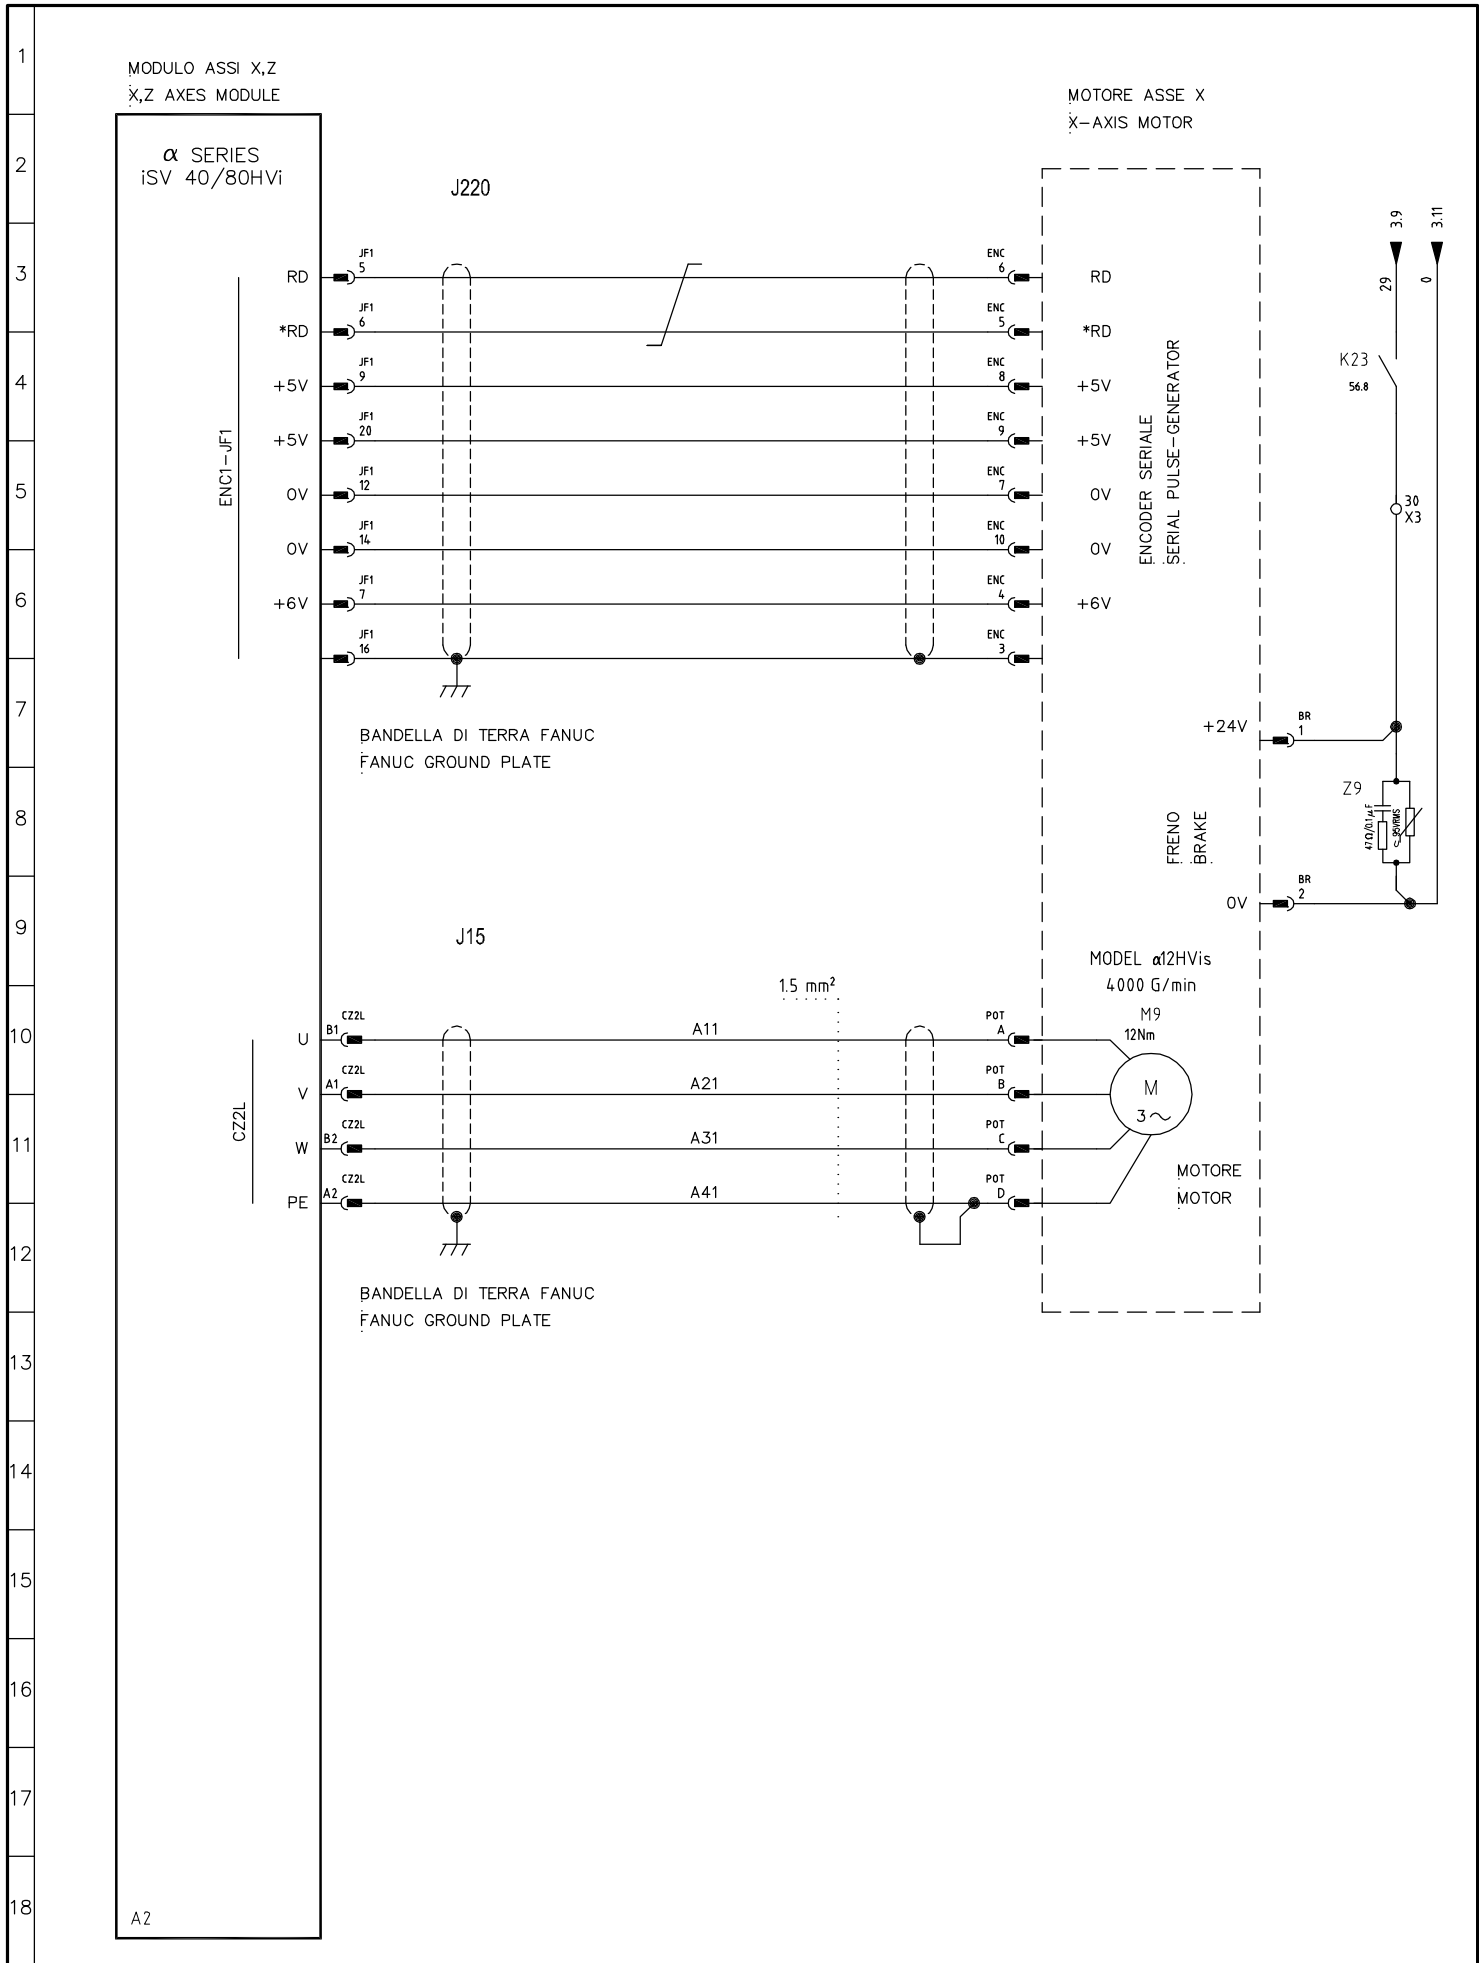 1
MODULO ASSI X,Z
X,Z AXES MODULE
MOTORE ASSE X
X-AXIS MOTOR
2
α SERIES
iSV 40/80HVi
J220
3.9
3.11
3
RD
JF1
5
ENC
6
RD
29
0
*RD
JF1
6
ENC
5
*RD
4
+5V
JF1
9
ENC
8
+5V
K23
56.8
ENC1-JF1
+5V
JF1
20
ENC
9
+5V
ENCODER SERIALE
SERIAL PULSE-GENERATOR
5
0V
JF1
12
ENC
7
0V
30
X3
0V
JF1
14
ENC
10
0V
6
+6V
JF1
7
ENC
4
+6V
JF1
16
ENC
3
7
BANDELLA DI TERRA FANUC
FANUC GROUND PLATE
+24V
BR
1
8
Z9
47Ω/0.1μF
95VRMS
FRENO
BRAKE
0V
BR
2
9
J15
MODEL α12HVis
4000 G/min
1.5 mm²
M9
12Nm
10
U
B1
CZ2L
A11
POT
A
V
A1
CZ2L
A21
POT
B
M
3~
CZ2L
11
W
B2
CZ2L
A31
POT
C
PE
A2
CZ2L
A41
POT
D
MOTORE
MOTOR
12
BANDELLA DI TERRA FANUC
FANUC GROUND PLATE
13
14
15
16
17
18
A2